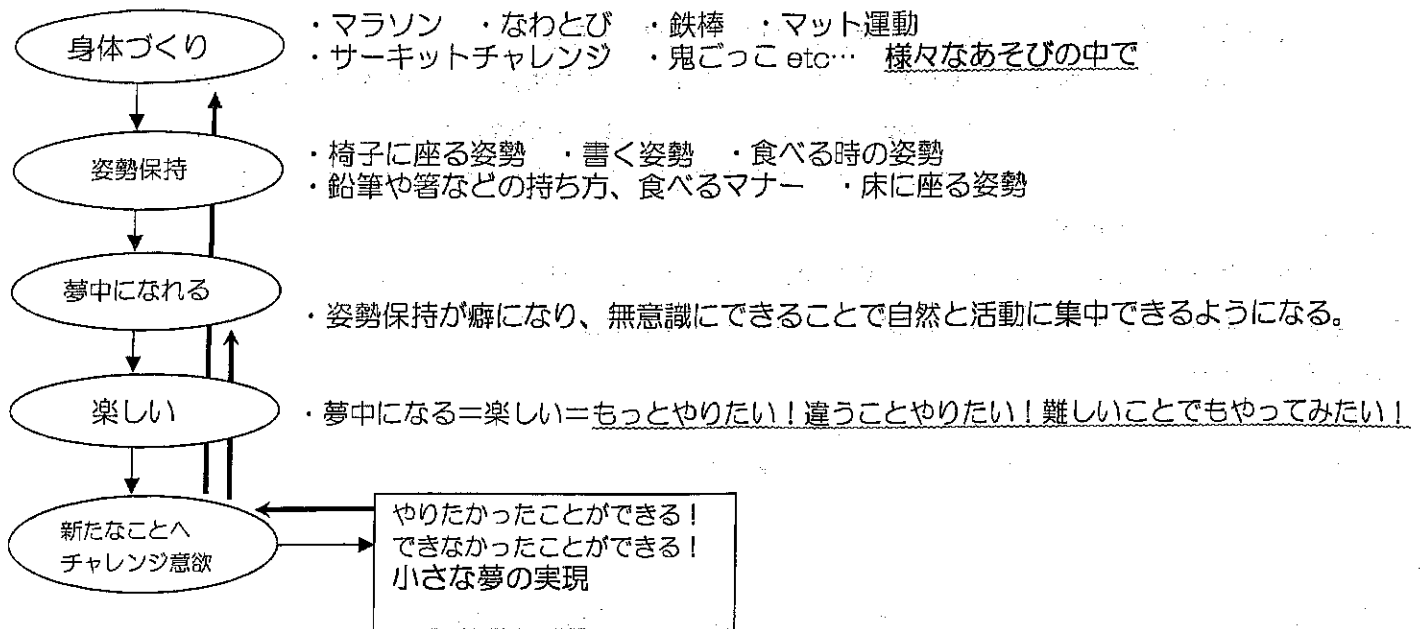 身体づくり
・マラソン ・なわとび ・鉄棒 ・マット運動
・サーキットチャレンジ ・鬼ごっこ etc… 様々なあそびの中で
姿勢保持
・椅子に座る姿勢 ・書く姿勢 ・食べる時の姿勢
・鉛筆や箸などの持ち方、食べるマナー ・床に座る姿勢
夢中になれる
・姿勢保持が癖になり、無意識にできることで自然と活動に集中できるようになる。
楽しい
・夢中になる＝楽しい＝もっとやりたい！違うことやりたい！難しいことでもやってみたい！
新たなことへ
チャレンジ意欲
やりたかったことができる！
できなかったことができる！
小さな夢の実現